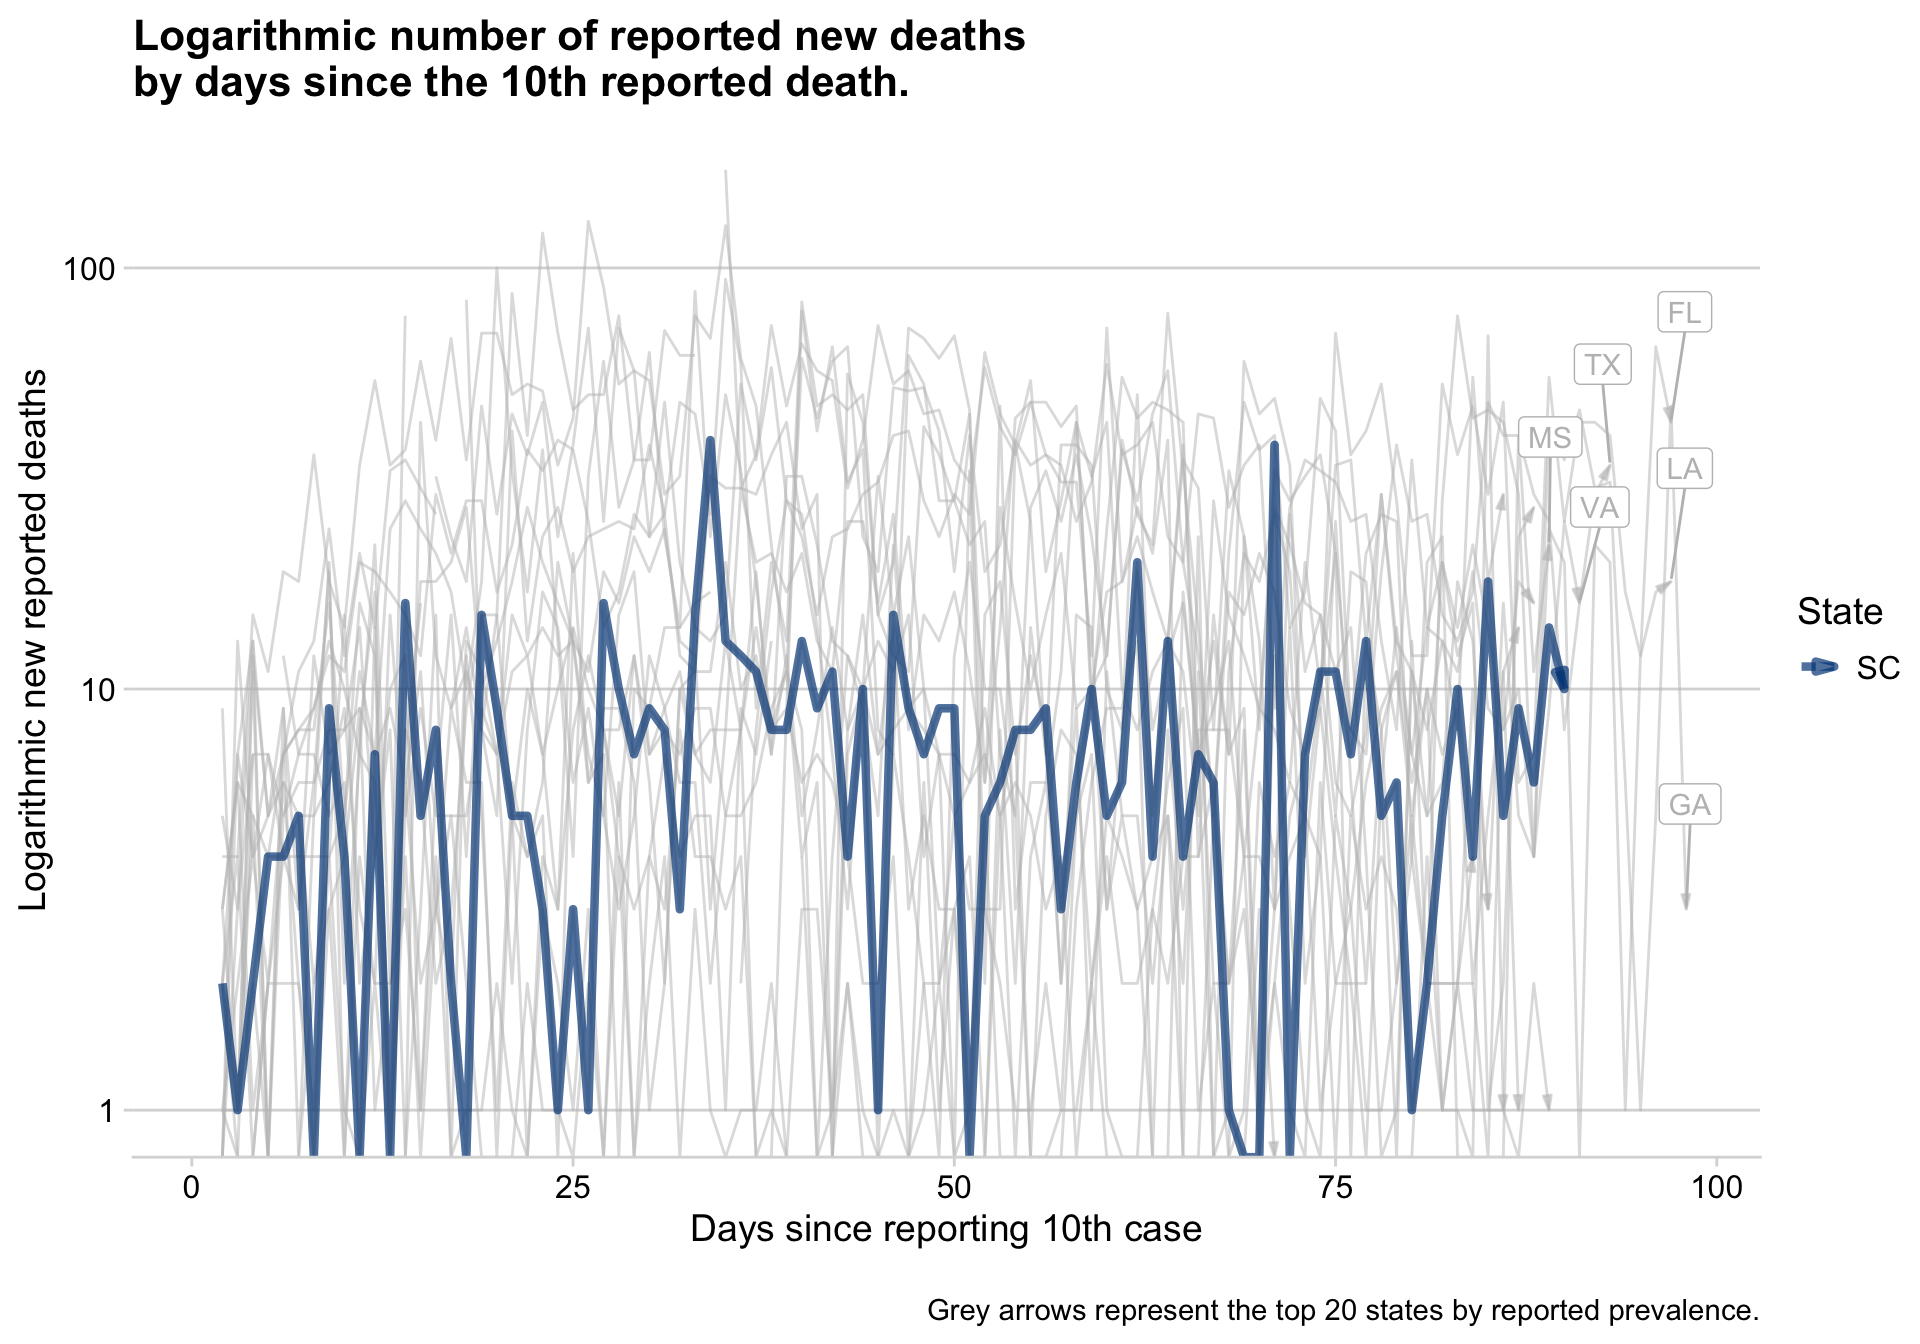 Logarithmic number of reported new deaths
by days since the 10th reported death.
Logarithmic new reported deaths
100
10
1
FL
TX
MS
LA
VA
GA
State
SC
0 25 50 75 100
Days since reporting 10th case
Grey arrows represent the top 20 states by reported prevalence.